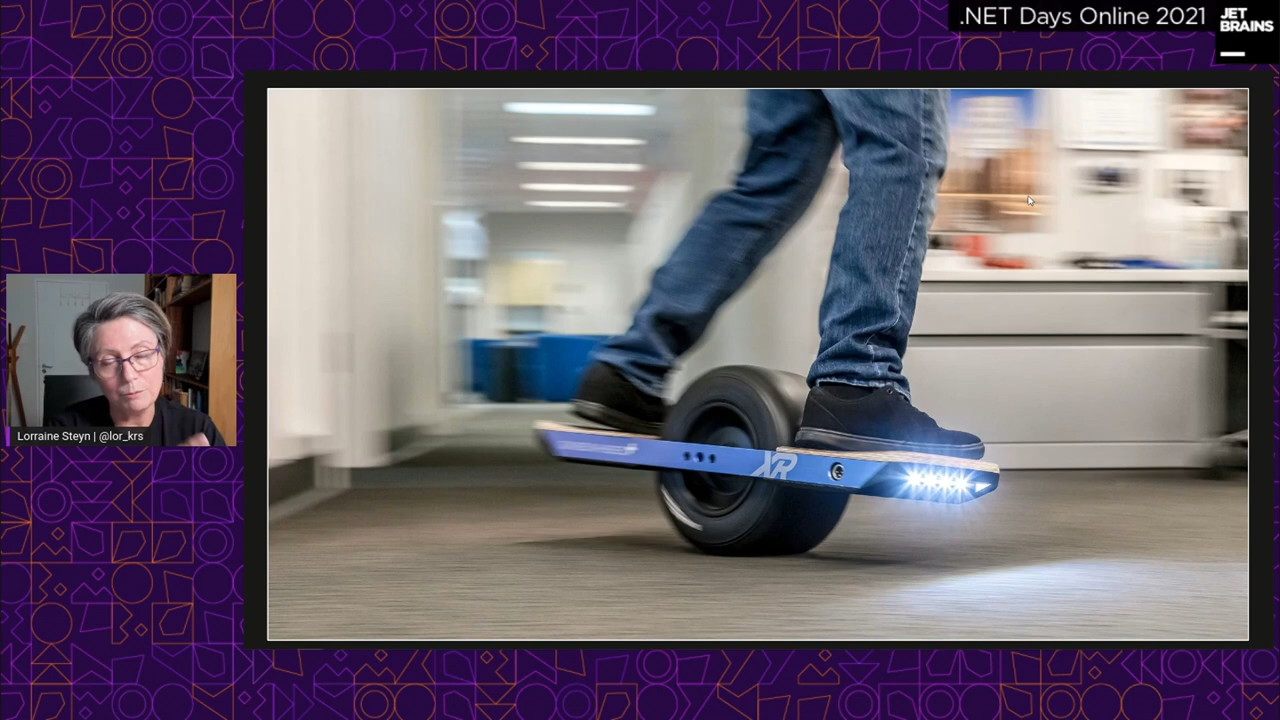 .NET Days Online 2021
JET
BRAINS
Lorraine Steyn | @lor_krs
XR